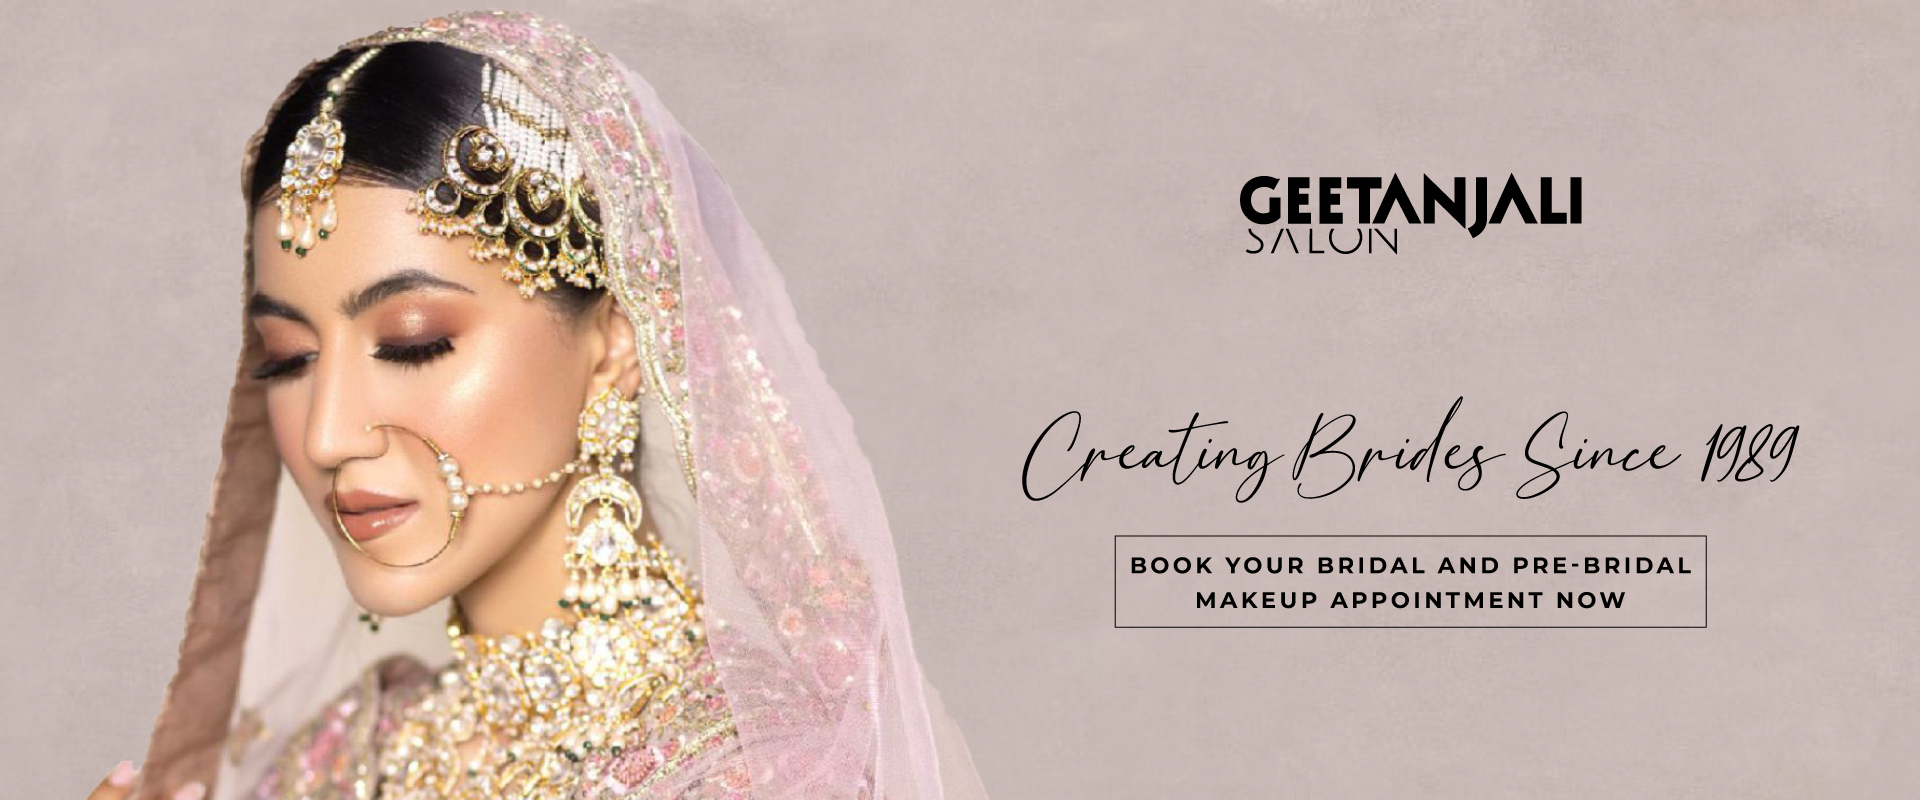 GEETANJALI
SALON
Creating Brides Since 1989
BOOK YOUR BRIDAL AND PRE-BRIDAL
MAKEUP APPOINTMENT NOW